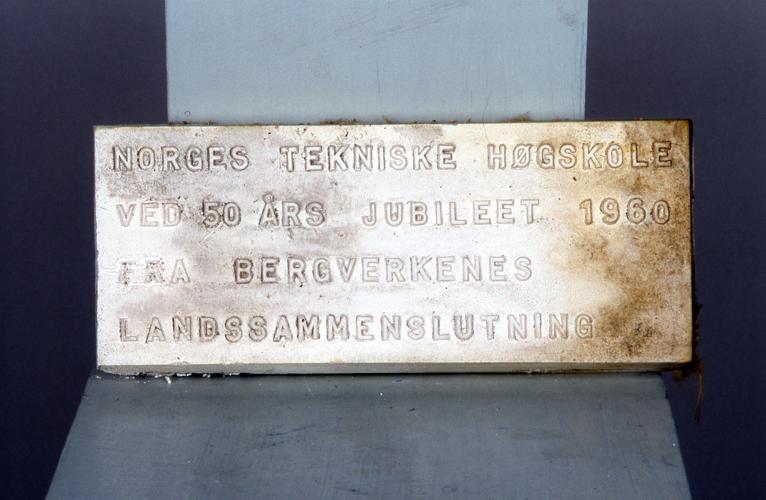 NORGES TEKNISKE HØGSKOLE
VED 50 ÅRS JUBILEET 1960
FRA BERGVERKENES
LANDSSAMMENSLUTNING